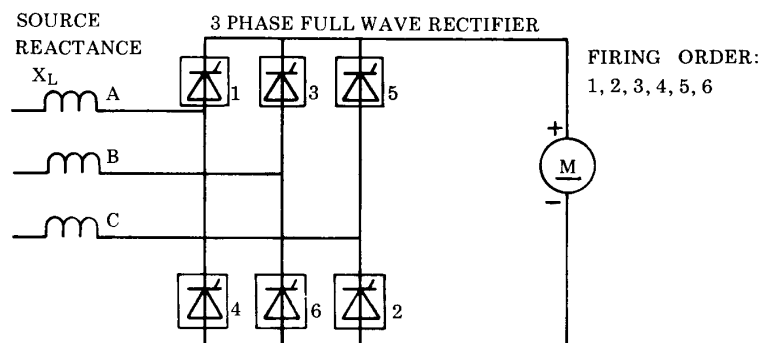 SOURCE
REACTANCE
X_L
3 PHASE FULL WAVE RECTIFIER
FIRING ORDER:
1, 2, 3, 4, 5, 6
A
B
C
1
3
5
+
M
−
4
6
2